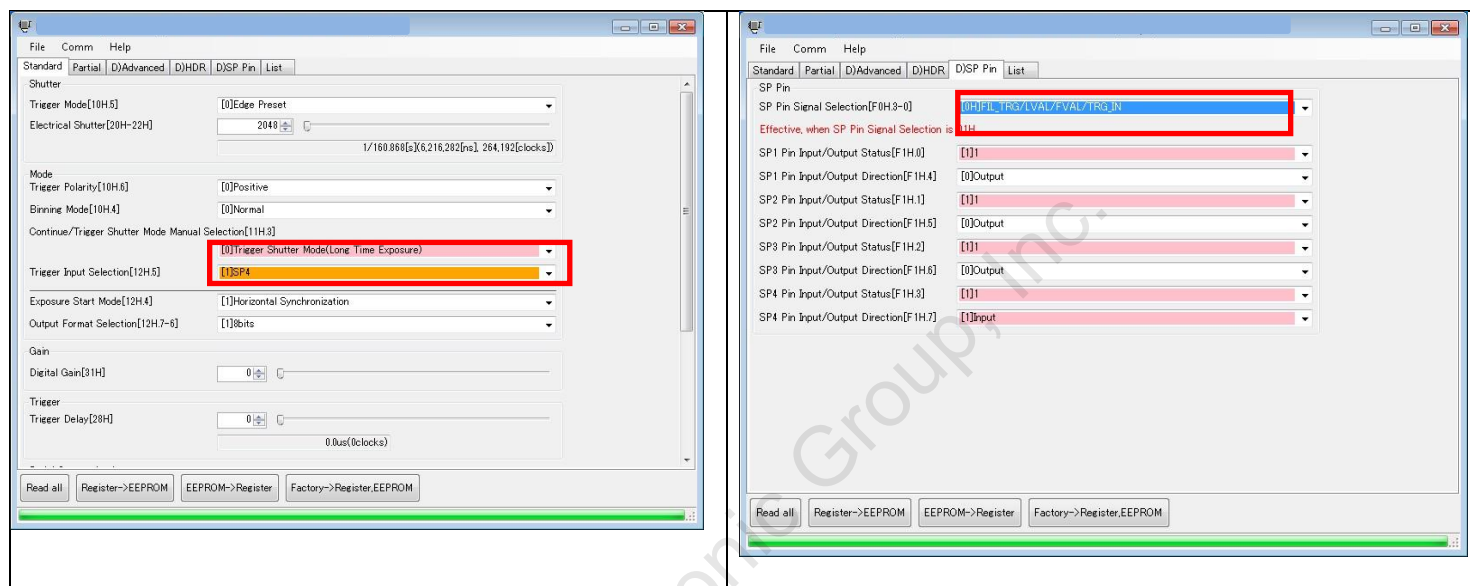 File Comm Help
Standard Partial D)Advanced D)HDR D)SP Pin List
Shutter
Trigger Mode[10H.5] [0]Edge Preset
Electrical Shutter[20H-22H] 2048
1/160.868[s](6,216,282[ns], 264,192[clocks])
Mode
Trigger Polarity[10H.6] [0]Positive
Binning Mode[10H.4] [0]Normal
Continue/Trigger Shutter Mode Manual Selection[11H.3]
[0]Trigger Shutter Mode(Long Time Exposure)
Trigger Input Selection[12H.5] [1]SP4
Exposure Start Mode[12H.4] [1]Horizontal Synchronization
Output Format Selection[12H.7-6] [1]8bits
Gain
Digital Gain[31H] 0
Trigger
Trigger Delay[28H] 0
0.0us(0clocks)
Read all Register->EEPROM EEPROM->Register Factory->Register,EEPROM
File Comm Help
Standard Partial D)Advanced D)HDR D)SP Pin List
SP Pin
SP Pin Signal Selection[F0H.3-0] [0H]FIL_TRG/LVAL/FVAL/TRG_IN
Effective, when SP Pin Signal Selection is 01H
SP1 Pin Input/Output Status[F1H.0] [1]1
SP1 Pin Input/Output Direction[F1H.4] [0]Output
SP2 Pin Input/Output Status[F1H.1] [1]1
SP2 Pin Input/Output Direction[F1H.5] [0]Output
SP3 Pin Input/Output Status[F1H.2] [1]1
SP3 Pin Input/Output Direction[F1H.6] [0]Output
SP4 Pin Input/Output Status[F1H.3] [1]1
SP4 Pin Input/Output Direction[F1H.7] [1]Input
Read all Register->EEPROM EEPROM->Register Factory->Register,EEPROM
onic Group, Inc.